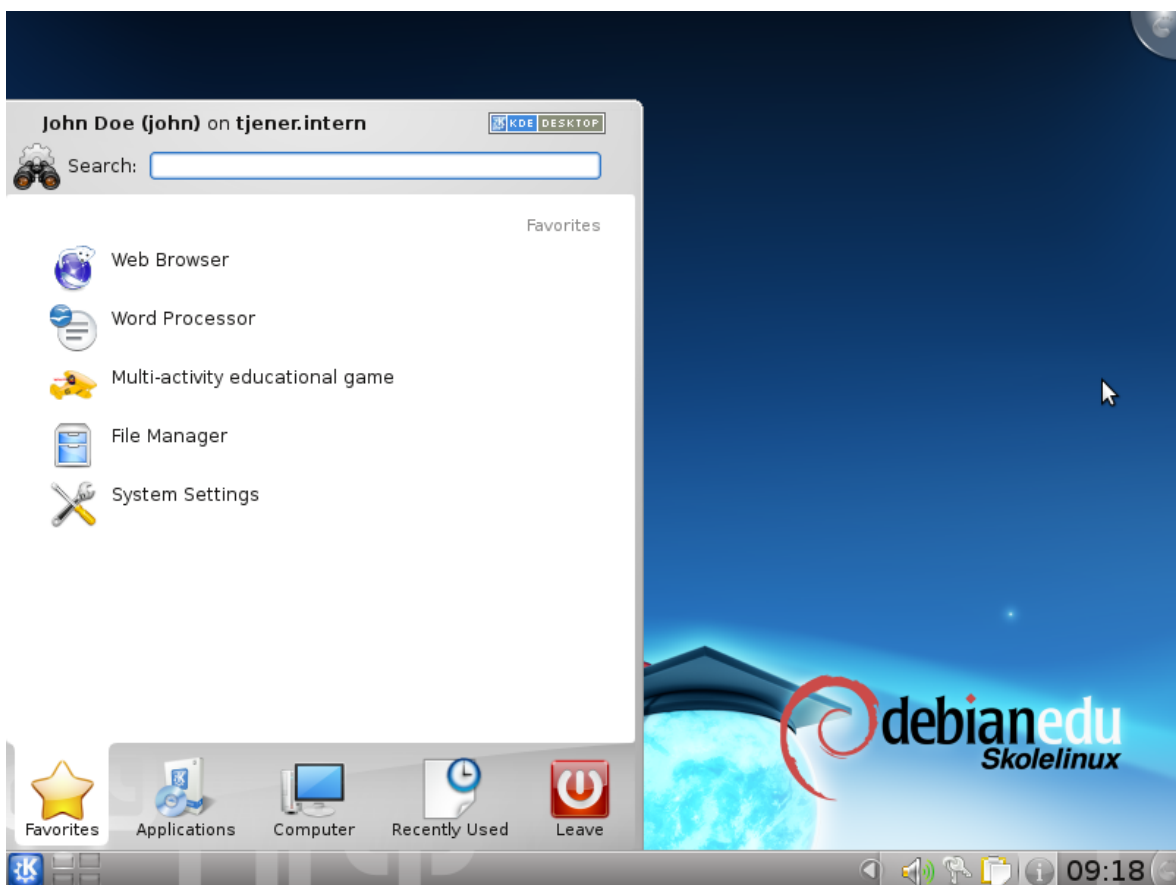 John Doe (john) on tjener.intern
KDE DESKTOP
Search:
Favorites
Web Browser
Word Processor
Multi-activity educational game
File Manager
System Settings
debianedu
Skolelinux
Favorites
Applications
Computer
Recently Used
Leave
09:18